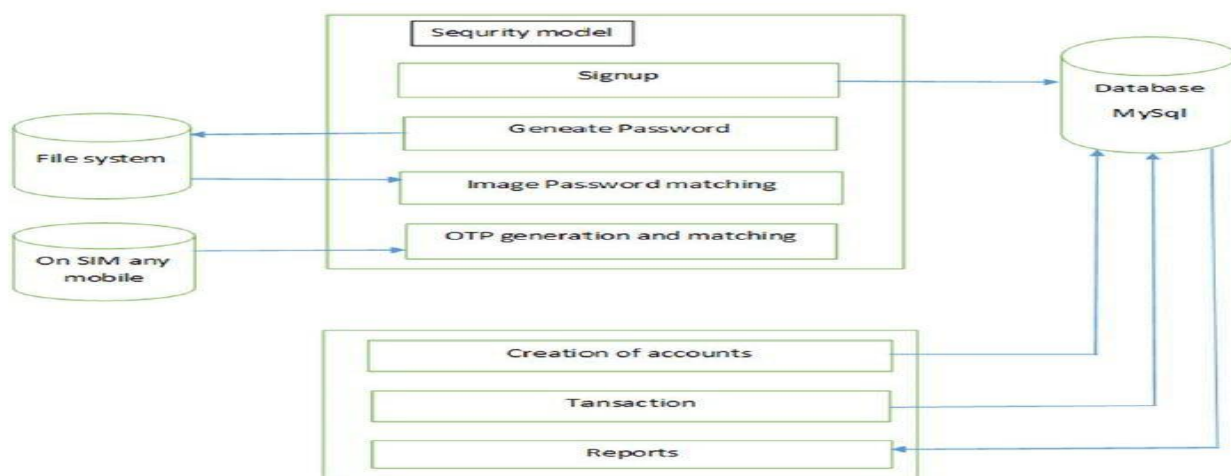 Sequrity model
Signup
Database
MySql
Geneate Password
File system
Image Password matching
OTP generation and matching
On SIM any
mobile
Creation of accounts
Tansaction
Reports